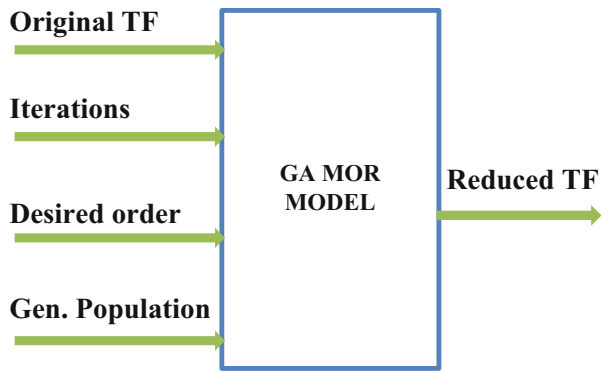 Original TF
Iterations
Desired order
Gen. Population
GA MOR
MODEL
Reduced TF